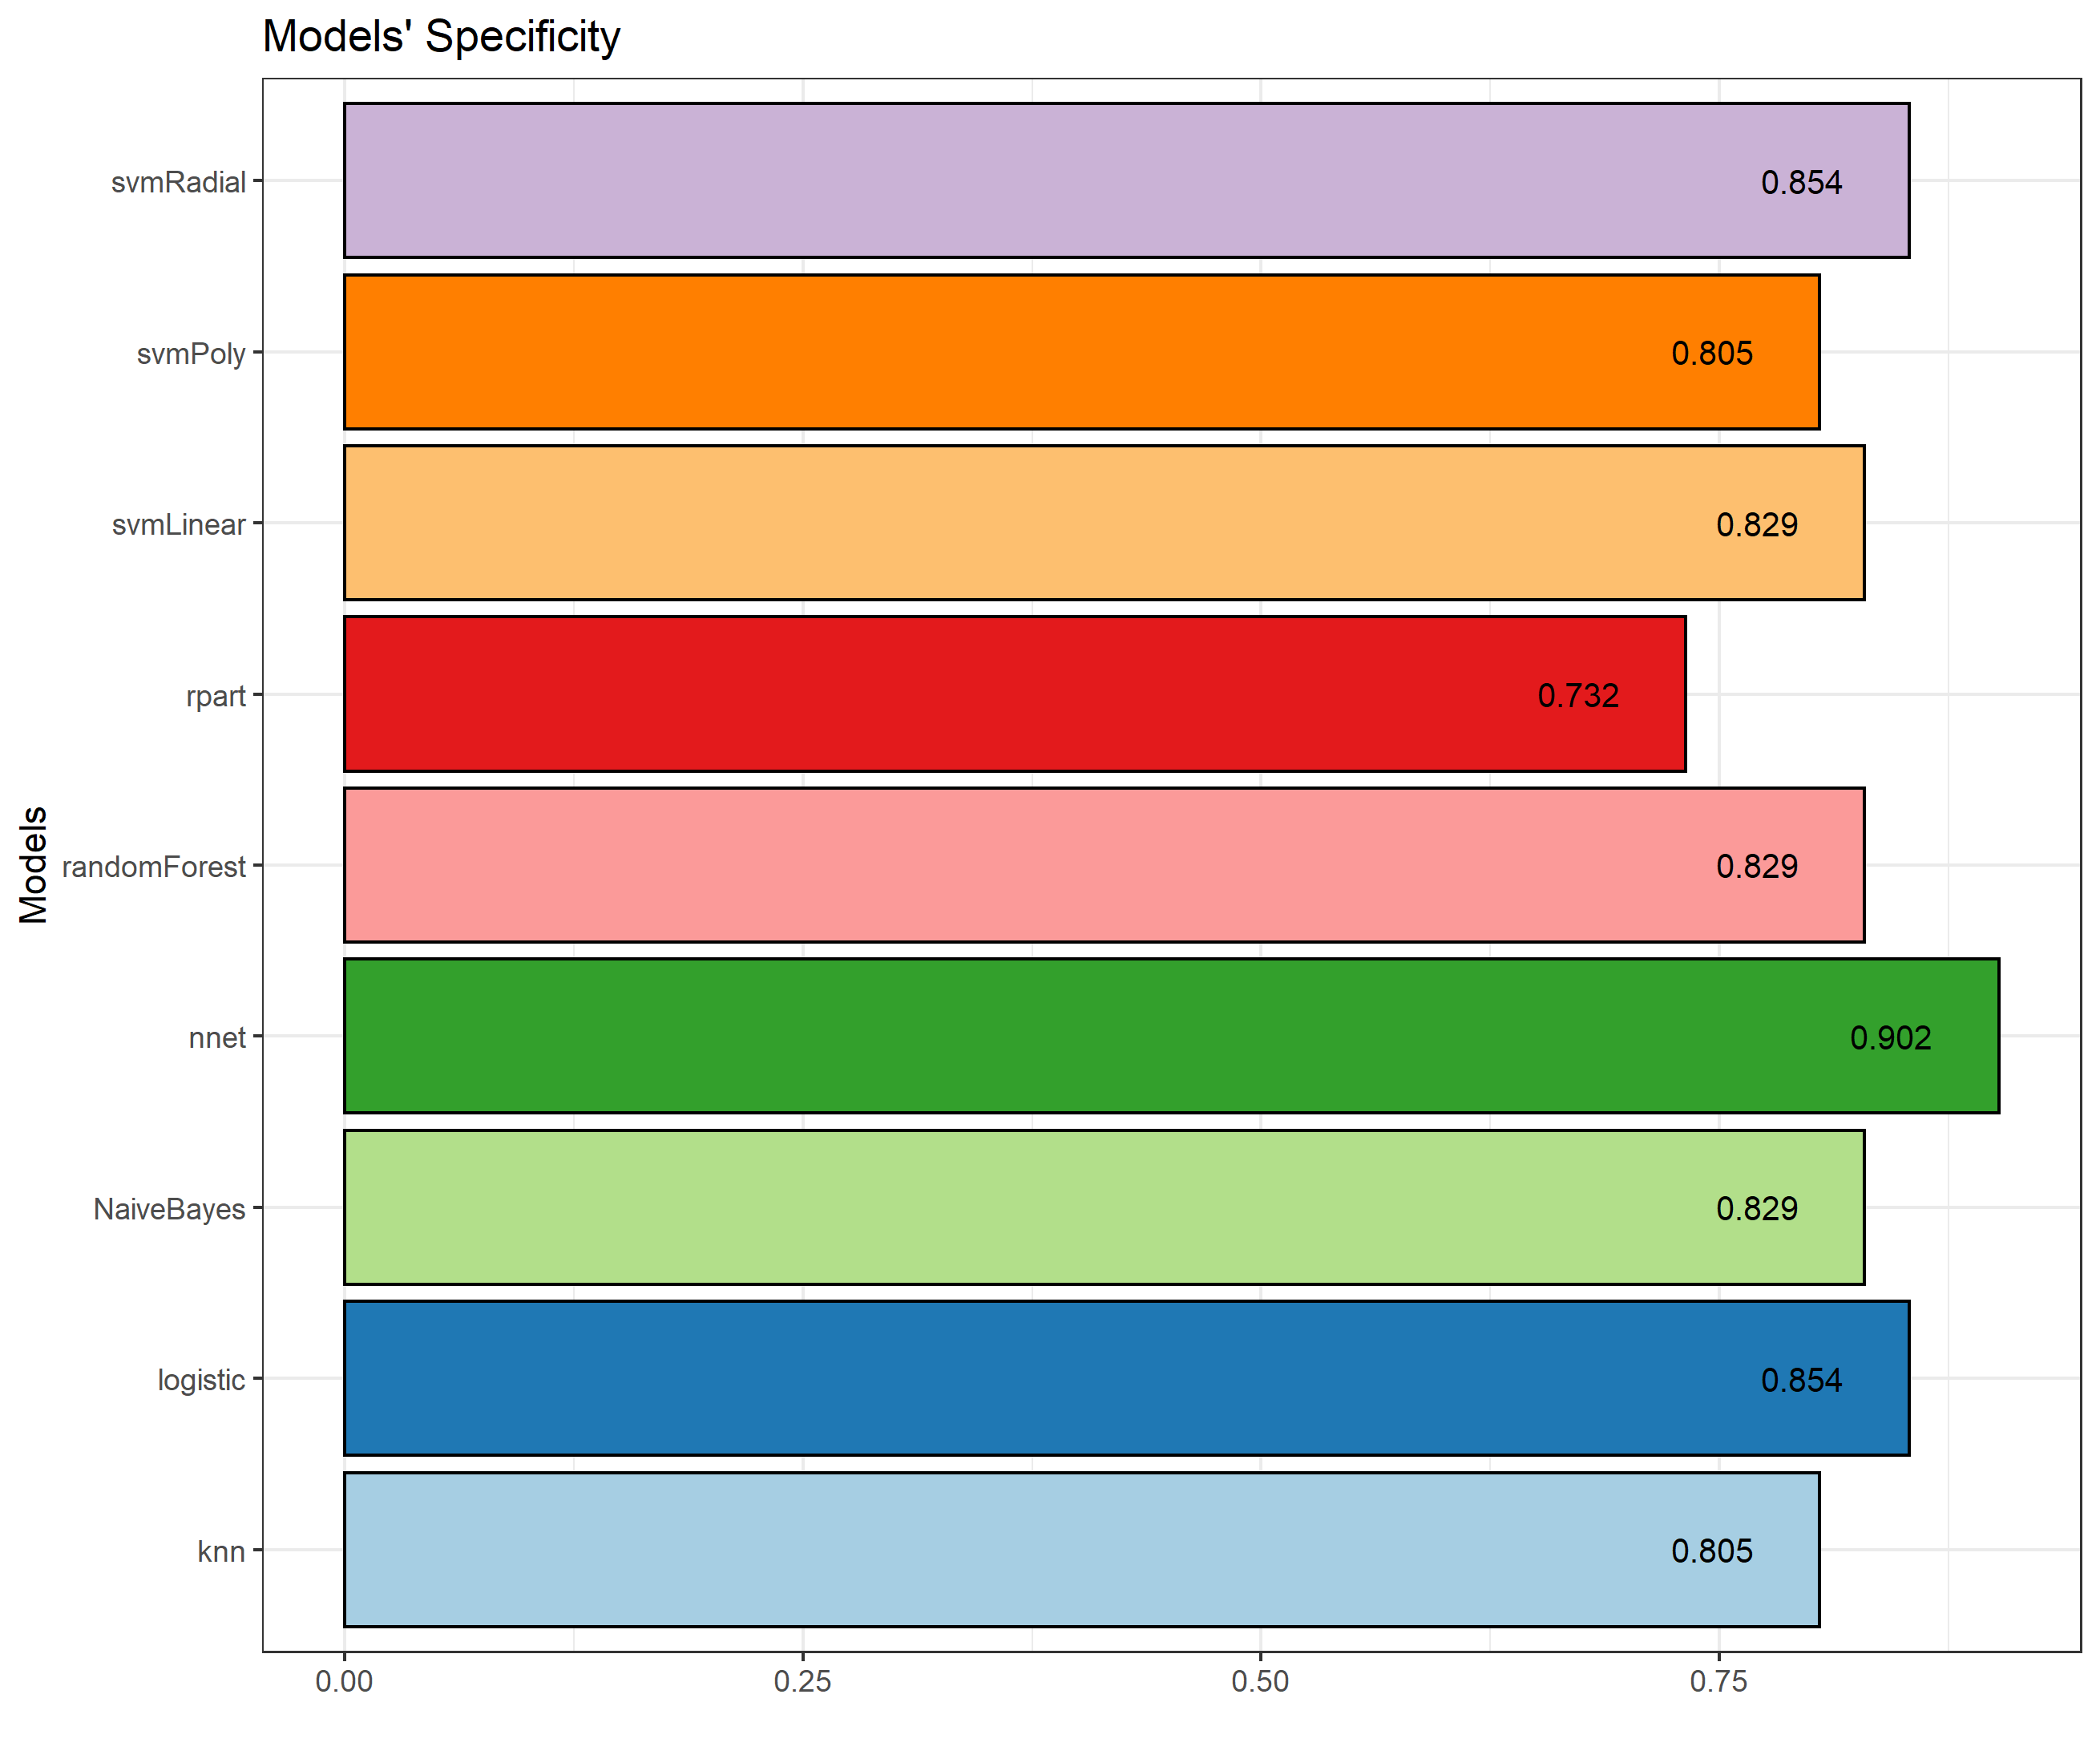 Models' Specificity
Models
svmRadial
0.854
svmPoly
0.805
svmLinear
0.829
rpart
0.732
randomForest
0.829
nnet
0.902
NaiveBayes
0.829
logistic
0.854
knn
0.805
0.00 0.25 0.50 0.75